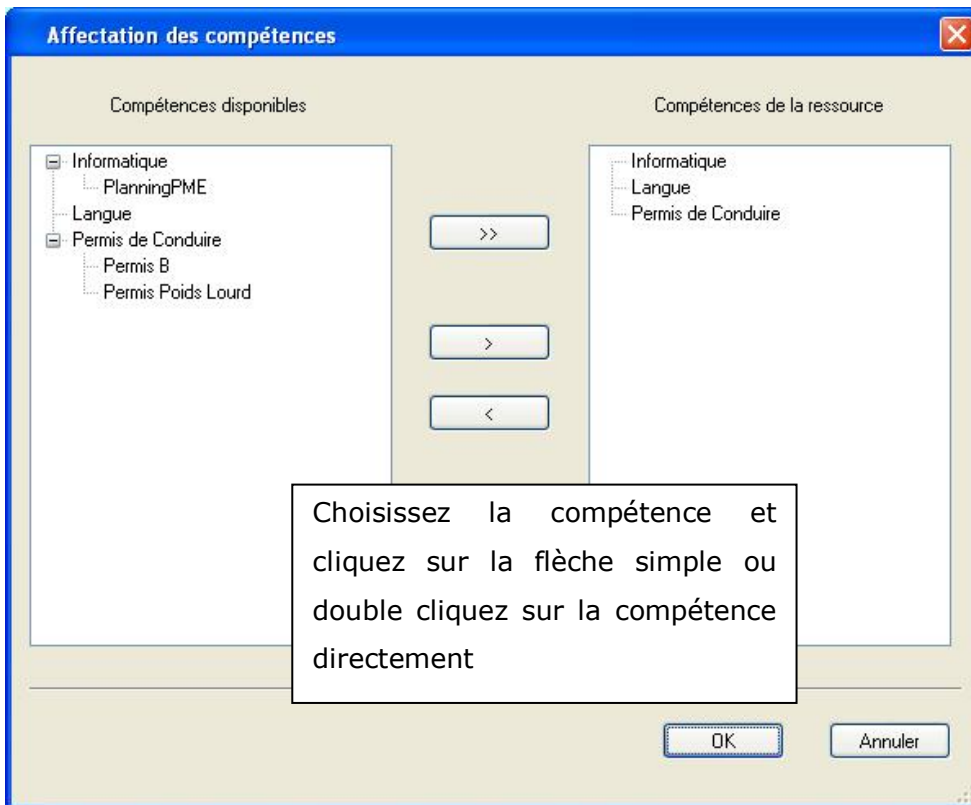 Affectation des compétences
Compétences disponibles
Compétences de la ressource
Informatique
PlanningPME
Langue
Permis de Conduire
Permis B
Permis Poids Lourd
>>
>
<
Informatique
Langue
Permis de Conduire
Choisissez la compétence et
cliquez sur la flèche simple ou
double cliquez sur la compétence
directement
OK
Annuler